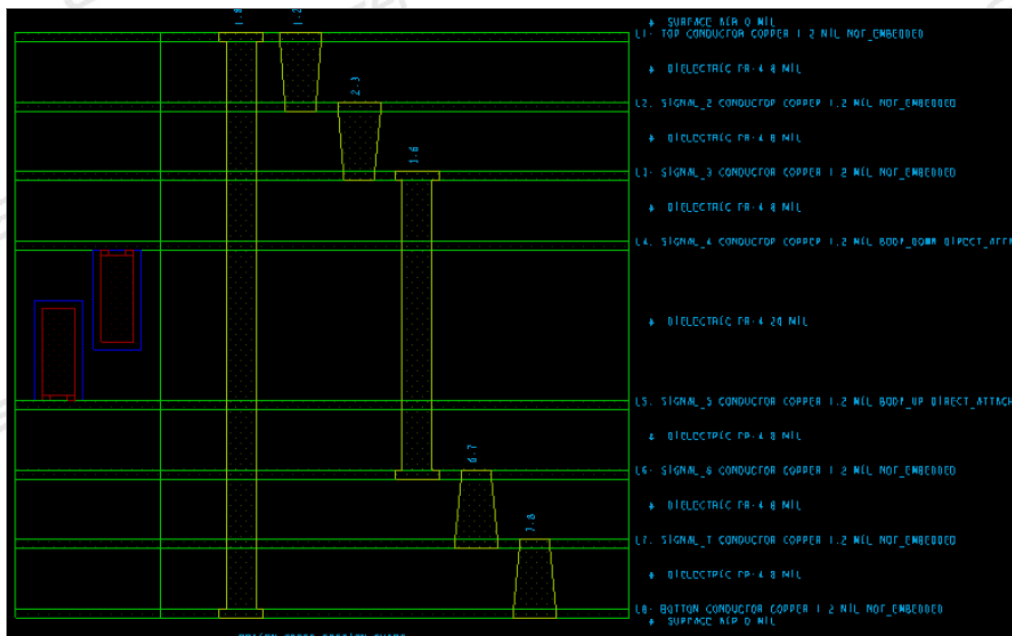 1.8
1.2
* SURFACE AIR 0 MIL
L1. TOP CONDUCTOR COPPER 1.2 MIL NOT_EMBEDDED
* DIELECTRIC FR-4 8 MIL
2.3
L2. SIGNAL_2 CONDUCTOR COPPER 1.2 MIL NOT_EMBEDDED
* DIELECTRIC FR-4 8 MIL
3.6
L3. SIGNAL_3 CONDUCTOR COPPER 1.2 MIL NOT_EMBEDDED
* DIELECTRIC FR-4 8 MIL
L4. SIGNAL_4 CONDUCTOR COPPER 1.2 MIL BODY_DOWN DIRECT_ATTA
* DIELECTRIC FR-4 20 MIL
L5. SIGNAL_5 CONDUCTOR COPPER 1.2 MIL BODY_UP DIRECT_ATTACH
* DIELECTRIC FR-4 8 MIL
6.7
L6. SIGNAL_6 CONDUCTOR COPPER 1.2 MIL NOT_EMBEDDED
* DIELECTRIC FR-4 8 MIL
7.8
L7. SIGNAL_7 CONDUCTOR COPPER 1.2 MIL NOT_EMBEDDED
* DIELECTRIC FR-4 8 MIL
L8. BOTTOM CONDUCTOR COPPER 1.2 MIL NOT_EMBEDDED
* SURFACE AIR 0 MIL